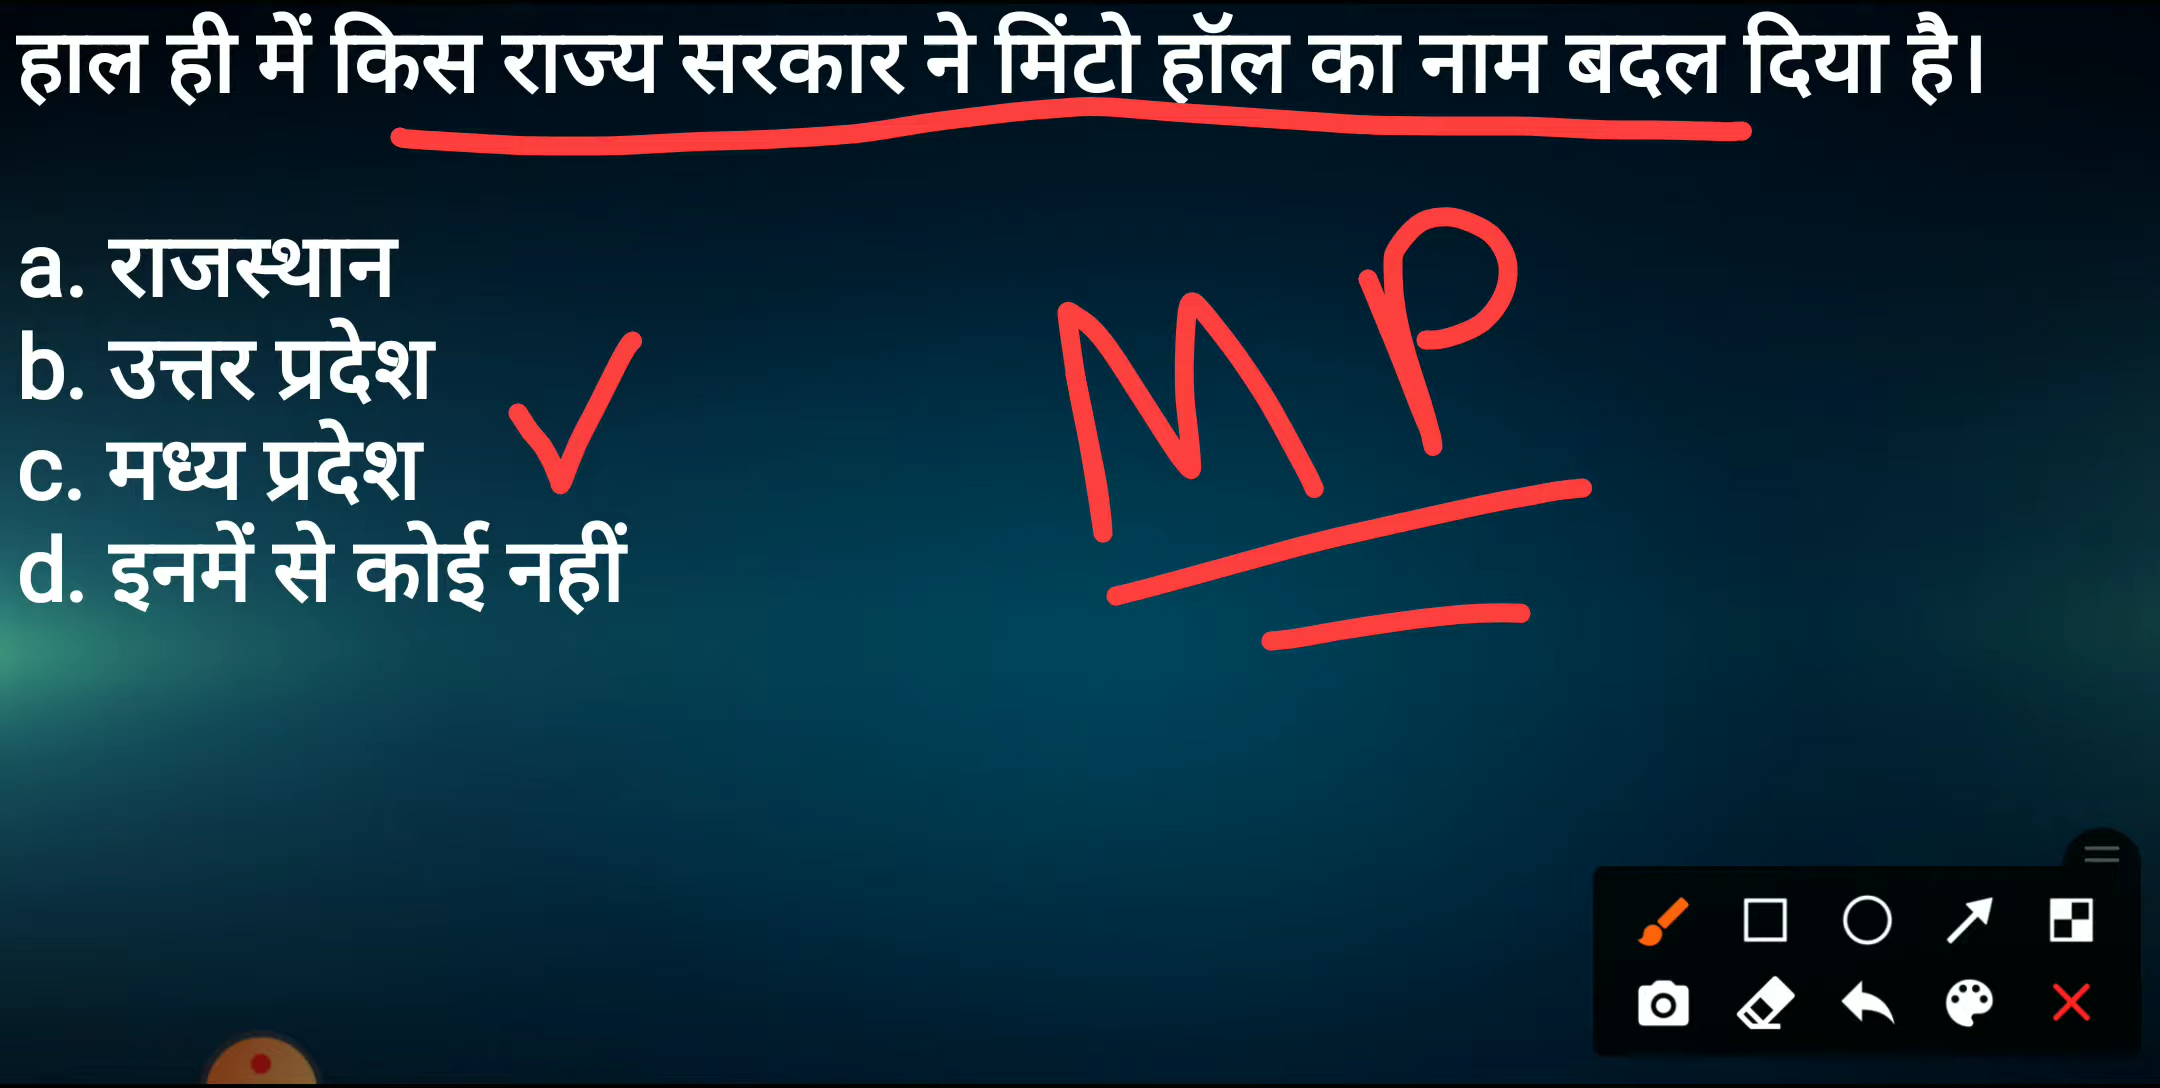 हाल ही में किस राज्य सरकार ने मिंटो हॉल का नाम बदल दिया है।
a. राजस्थान
b. उत्तर प्रदेश
c. मध्य प्रदेश
d. इनमें से कोई नहीं
MP